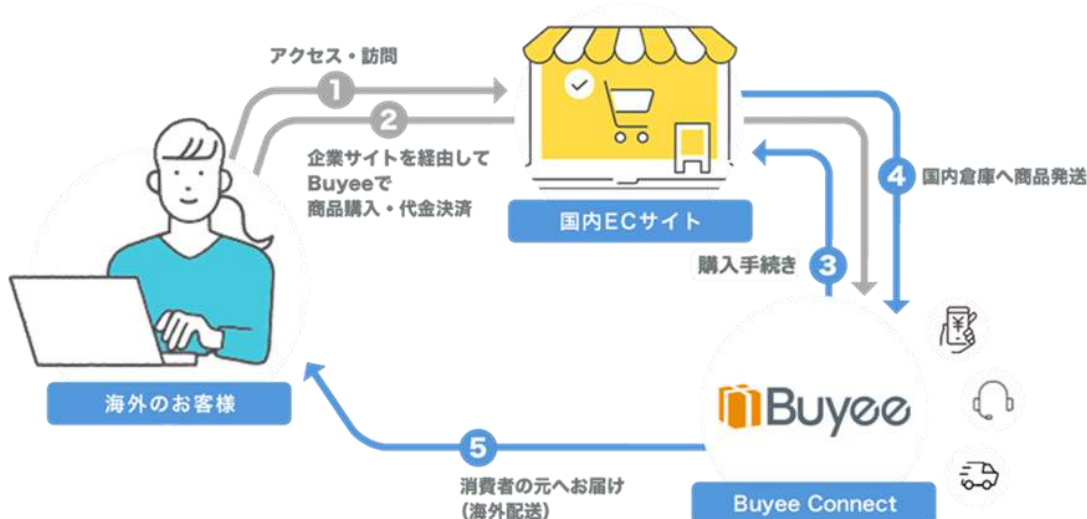 アクセス・訪問
1
2
企業サイトを経由して
Buyeeで
商品購入・代金決済
国内ECサイト
4 国内倉庫へ商品発送
購入手続き 3
¥
海外のお客様
Buyee
5
消費者の元へお届け
(海外配送)
Buyee Connect